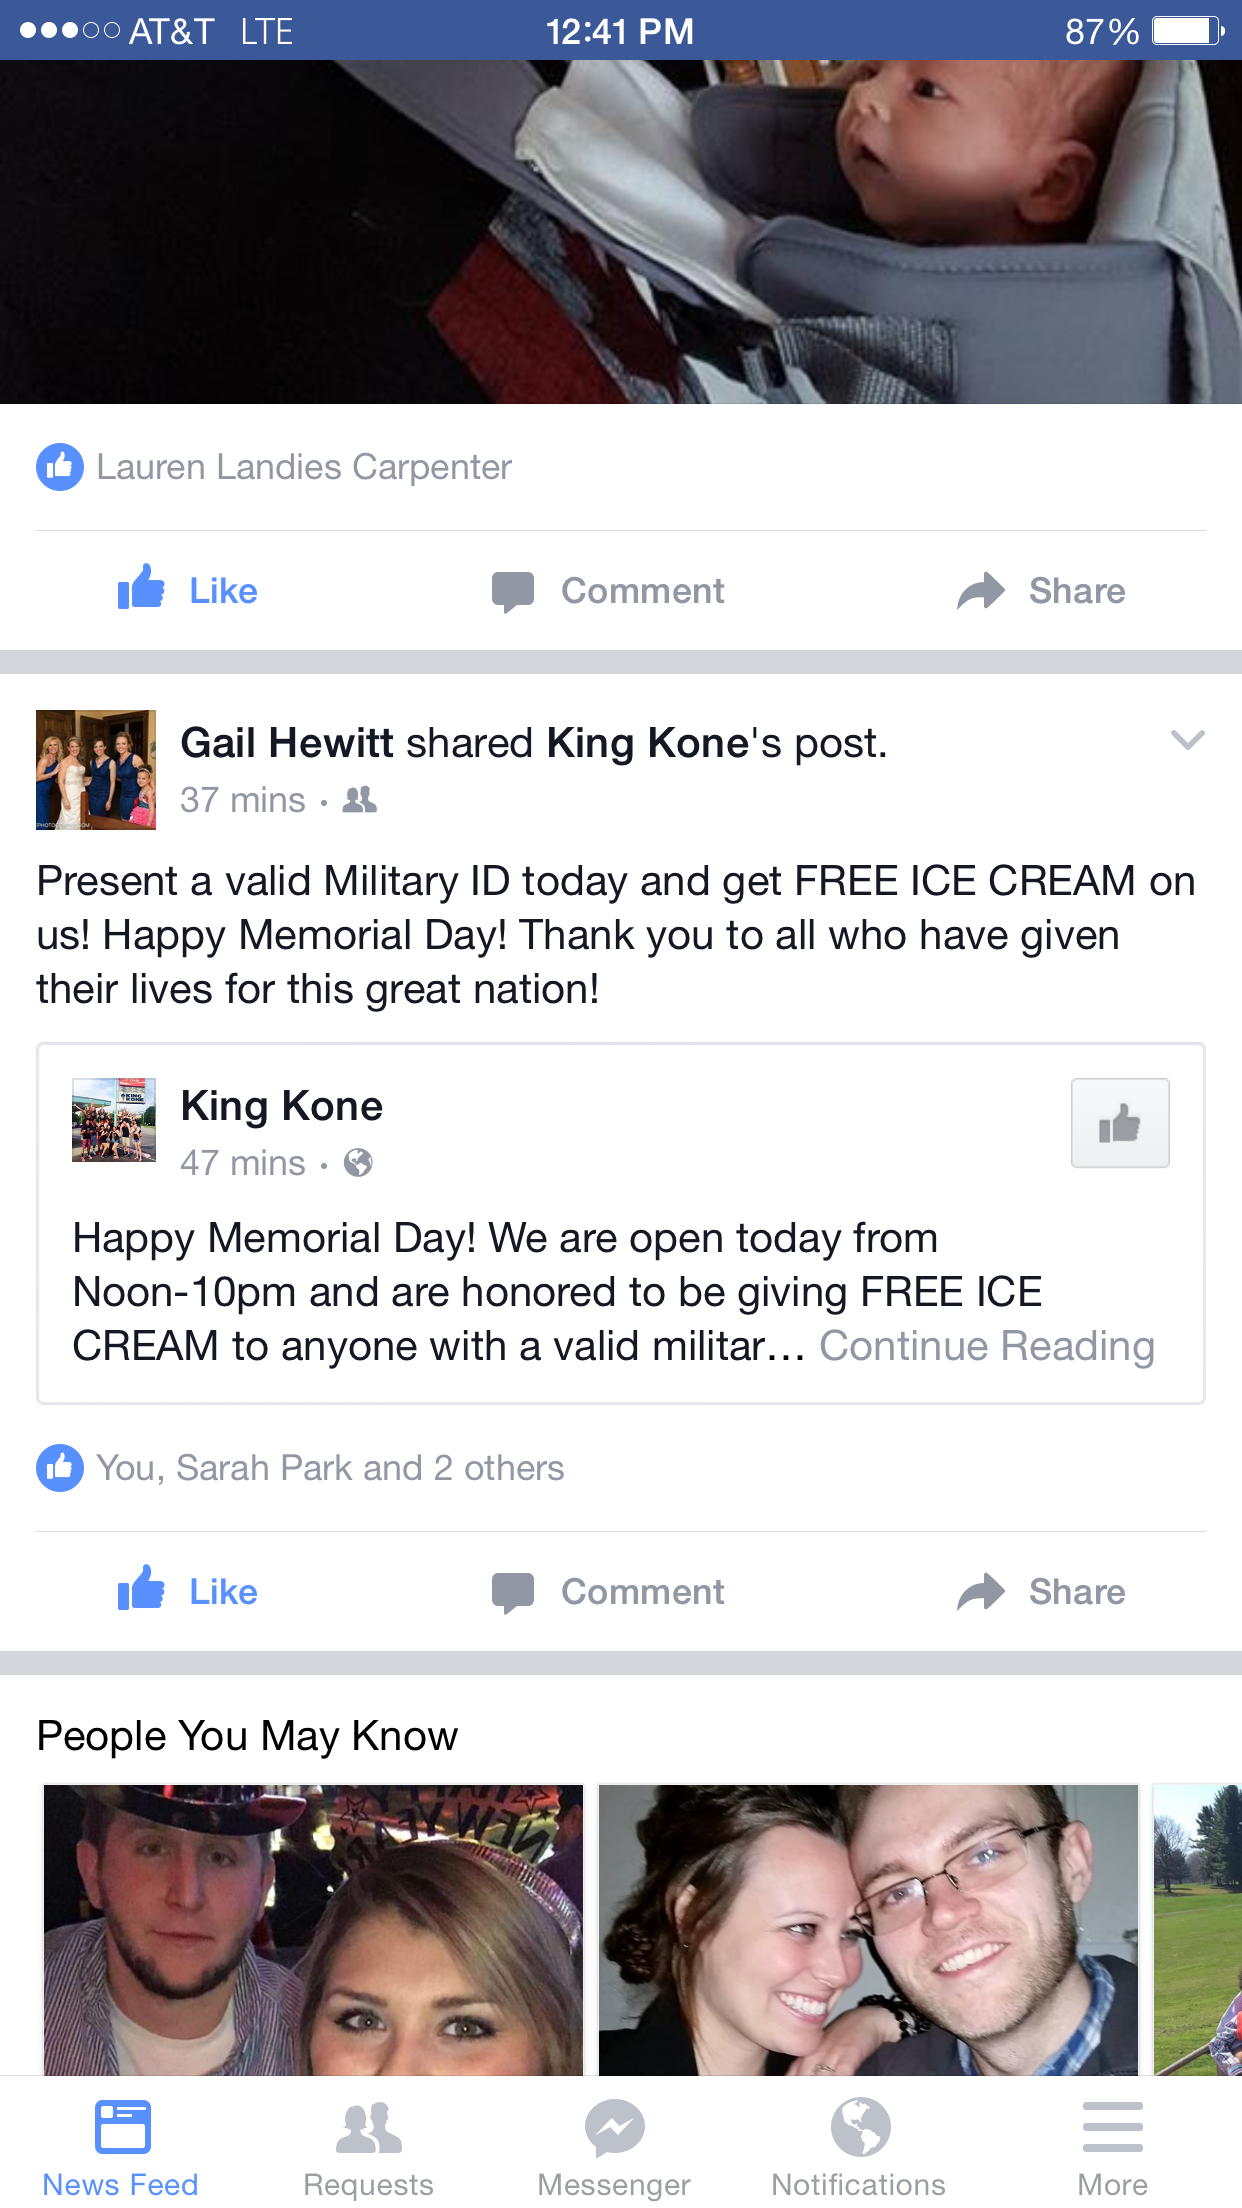 AT&T LTE 12:41 PM 87%
Lauren Landies Carpenter
Like Comment Share
Gail Hewitt shared King Kone's post.
37 mins ·
Present a valid Military ID today and get FREE ICE CREAM on
us! Happy Memorial Day! Thank you to all who have given
their lives for this great nation!
King Kone
47 mins ·
Happy Memorial Day! We are open today from
Noon-10pm and are honored to be giving FREE ICE
CREAM to anyone with a valid militar... Continue Reading
You, Sarah Park and 2 others
Like Comment Share
People You May Know
News Feed Requests Messenger Notifications More